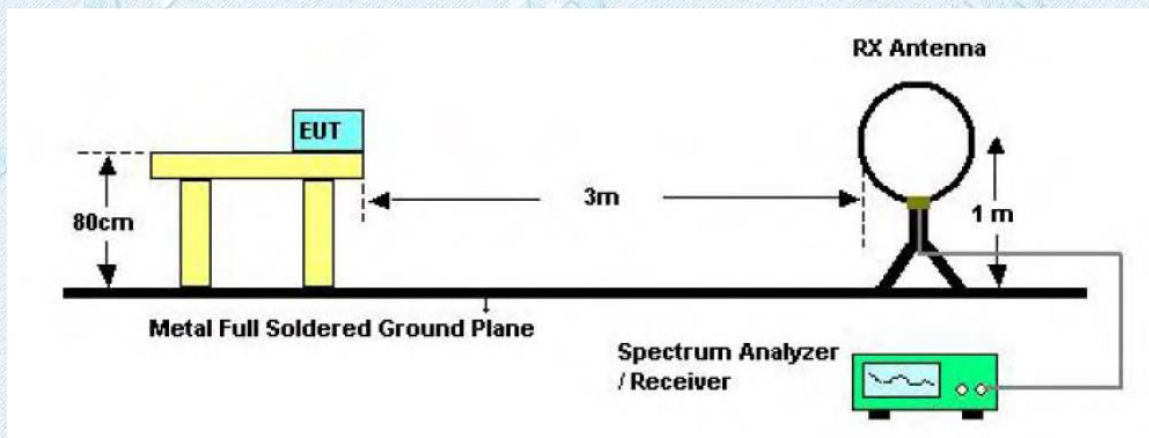 RX Antenna
EUT
80cm
3m
1 m
Metal Full Soldered Ground Plane
Spectrum Analyzer
/ Receiver